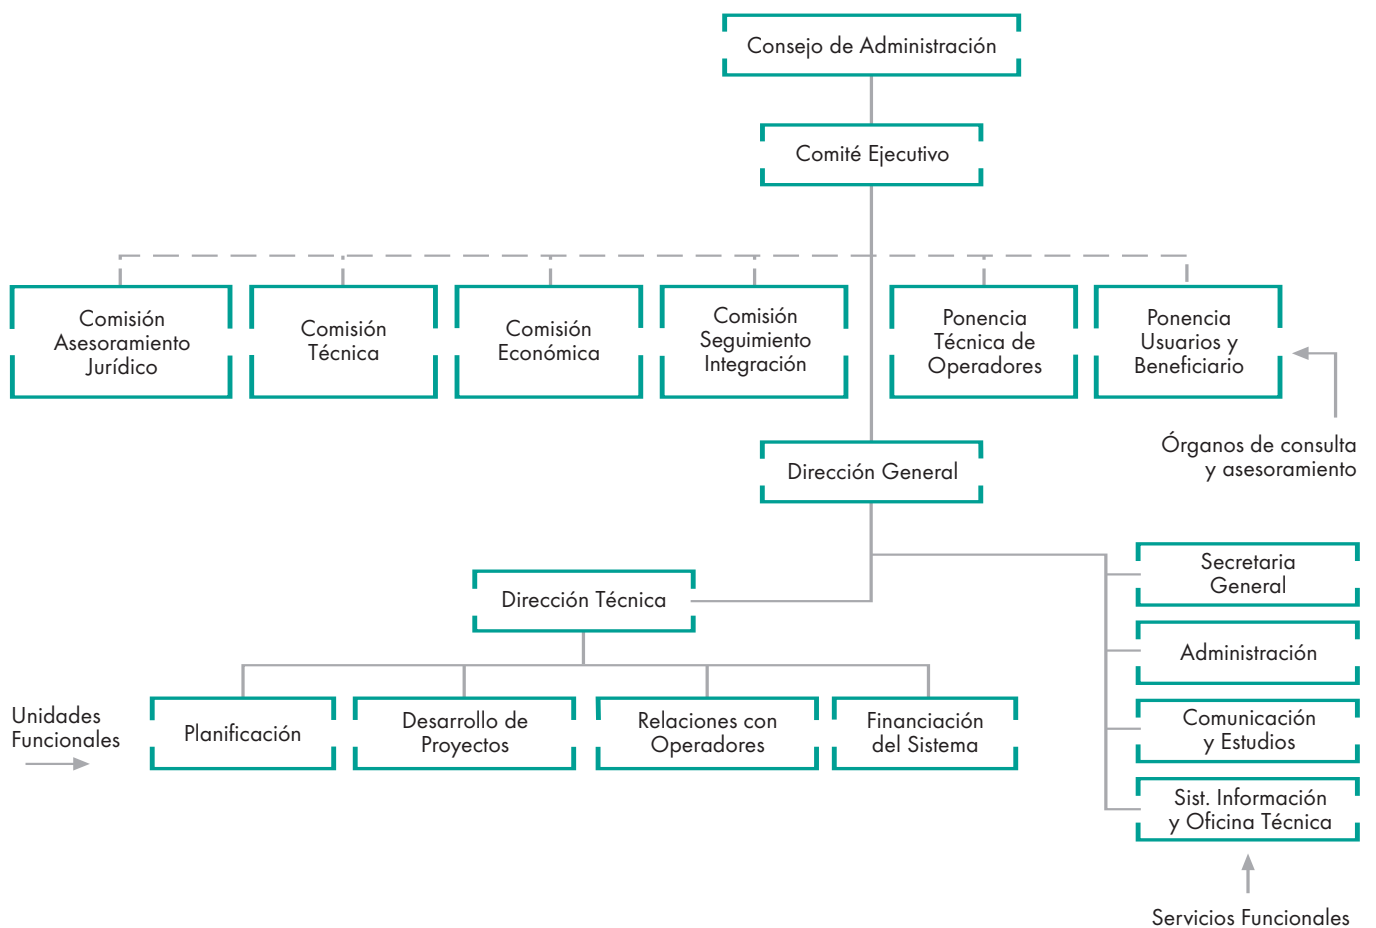 Consejo de Administración
Comité Ejecutivo
Comisión
Asesoramiento
Jurídico
Comisión
Técnica
Comisión
Económica
Comisión
Seguimiento
Integración
Ponencia
Técnica de
Operadores
Ponencia
Usuarios y
Beneficiario
Órganos de consulta
y asesoramiento
Dirección General
Secretaria
General
Dirección Técnica
Administración
Unidades
Funcionales
Planificación
Desarrollo de
Proyectos
Relaciones con
Operadores
Financiación
del Sistema
Comunicación
y Estudios
Sist. Información
y Oficina Técnica
Servicios Funcionales